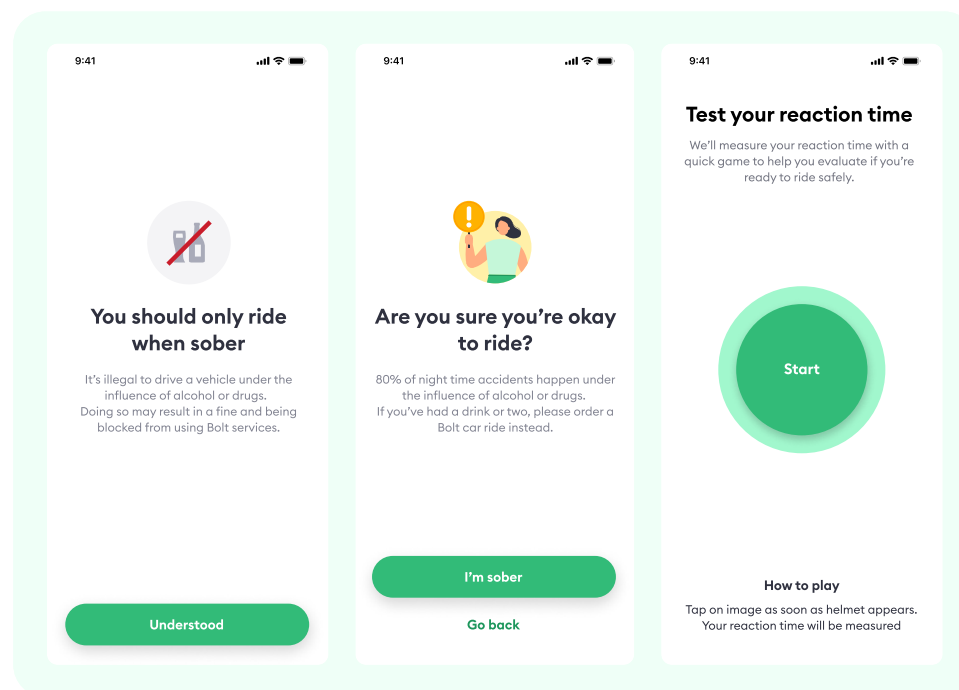 9:41
You should only ride
when sober
It’s illegal to drive a vehicle under the
influence of alcohol or drugs.
Doing so may result in a fine and being
blocked from using Bolt services.
Understood
9:41
Are you sure you’re okay
to ride?
80% of night time accidents happen under
the influence of alcohol or drugs.
If you’ve had a drink or two, please order a
Bolt car ride instead.
I’m sober
Go back
9:41
Test your reaction time
We’ll measure your reaction time with a
quick game to help you evaluate if you’re
ready to ride safely.
Start
How to play
Tap on image as soon as helmet appears.
Your reaction time will be measured